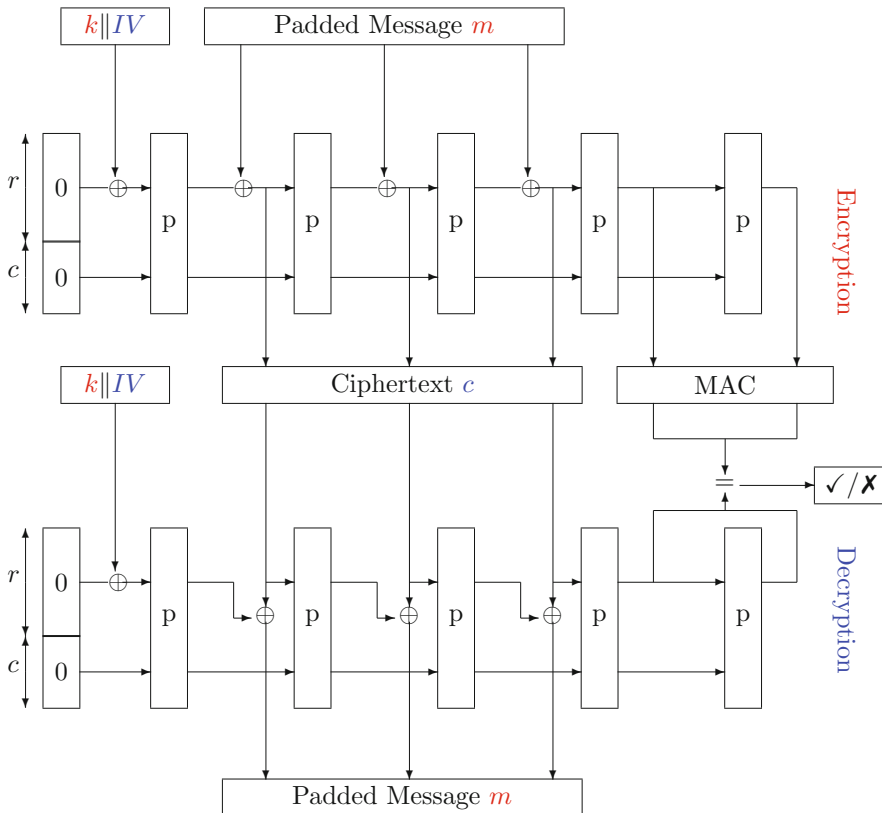 k∥IV
Padded Message m
r
0
p
p
p
p
p
c
0
Encryption
k∥IV
Ciphertext c
MAC
=
✓/✗
r
0
p
p
p
p
p
c
0
Decryption
Padded Message m